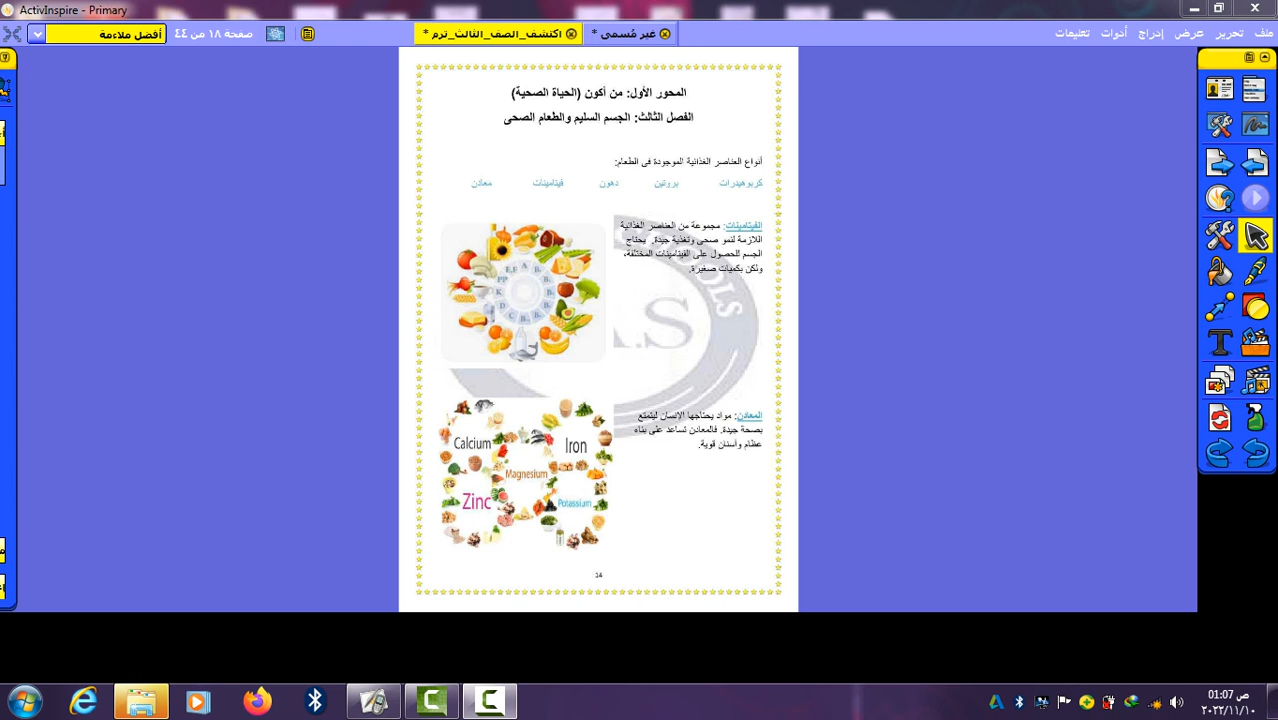 ActivInspire - Primary
غير مُسمى *
اكتشف_الصف_الثالث_ترم *
صفحة ١٨ من ٤٤
أفضل ملاءمة
ملف تحرير عرض إدراج أدوات تعليمات
المحور الأول: من أكون (الحياة الصحية)
الفصل الثالث: الجسم السليم والطعام الصحى
أنواع العناصر الغذائية الموجودة فى الطعام:
كربوهيدرات بروتين دهون فيتامينات معادن
الفيتامينات: مجموعة من العناصر الغذائية
اللازمة لنمو صحى وتغذية جيدة. يحتاج
الجسم للحصول على الفيتامينات المختلفة،
ولكن بكميات صغيرة.
المعادن: مواد يحتاجها الانسان ليتمتع
بصحة جيدة. فالمعادن تساعد على بناء
عظام وأسنان قوية.
Calcium
Iron
Magnesium
Zinc
Potassium
14
01:07 ص
٢٠٢٢/١١/١٠